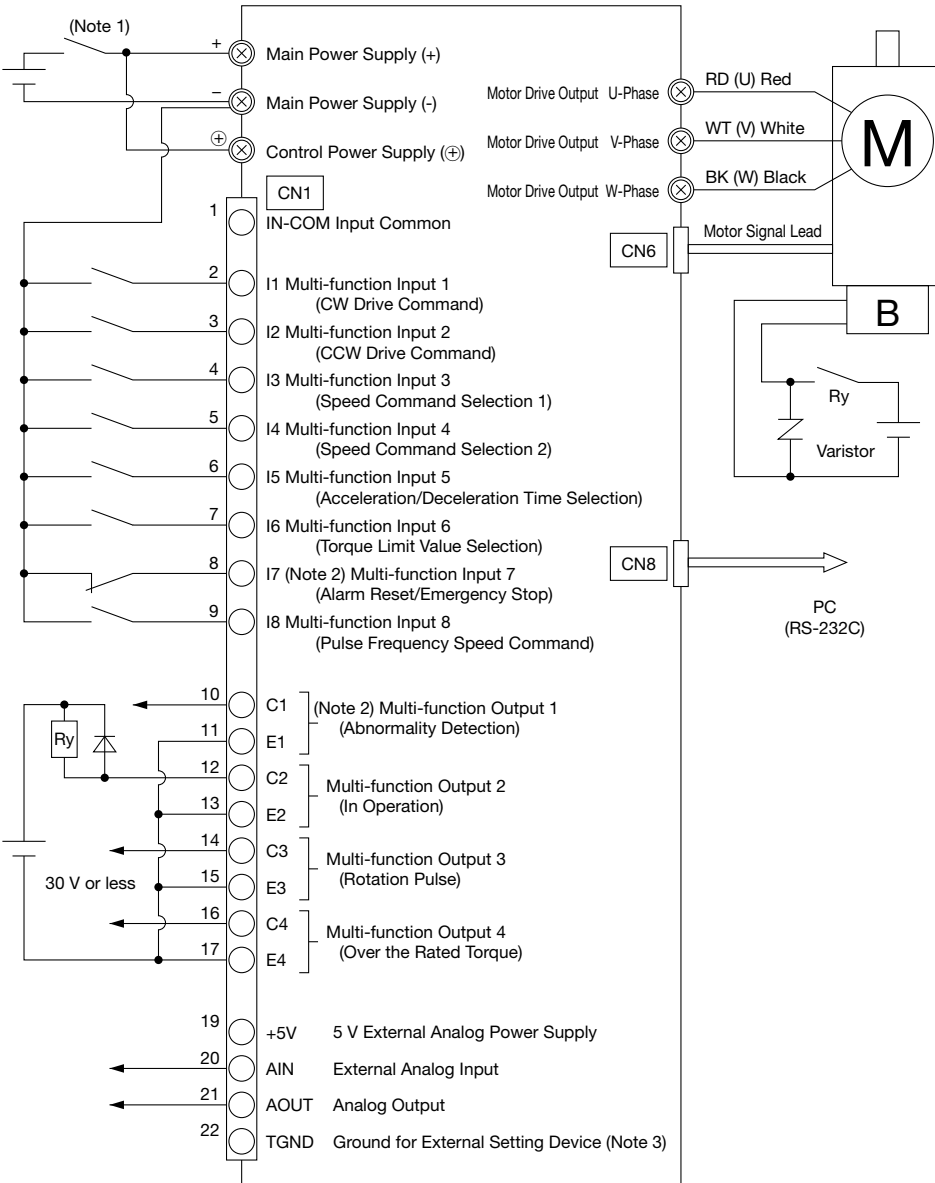 (Note 1)
+
Main Power Supply (+)
−
Main Power Supply (-)
⊕
Control Power Supply (⊕)
Motor Drive Output U-Phase
RD (U) Red
Motor Drive Output V-Phase
WT (V) White
Motor Drive Output W-Phase
BK (W) Black
M
CN1
1
IN-COM Input Common
CN6
Motor Signal Lead
B
2
I1 Multi-function Input 1
(CW Drive Command)
3
I2 Multi-function Input 2
(CCW Drive Command)
4
I3 Multi-function Input 3
(Speed Command Selection 1)
5
I4 Multi-function Input 4
(Speed Command Selection 2)
6
I5 Multi-function Input 5
(Acceleration/Deceleration Time Selection)
7
I6 Multi-function Input 6
(Torque Limit Value Selection)
8
I7 (Note 2) Multi-function Input 7
(Alarm Reset/Emergency Stop)
9
I8 Multi-function Input 8
(Pulse Frequency Speed Command)
Ry
Varistor
CN8
PC
(RS-232C)
10
C1
(Note 2) Multi-function Output 1
(Abnormality Detection)
11
E1
Ry
12
C2
Multi-function Output 2
(In Operation)
13
E2
14
C3
Multi-function Output 3
(Rotation Pulse)
30 V or less
15
E3
16
C4
Multi-function Output 4
(Over the Rated Torque)
17
E4
19
+5V 5 V External Analog Power Supply
20
AIN External Analog Input
21
AOUT Analog Output
22
TGND Ground for External Setting Device (Note 3)